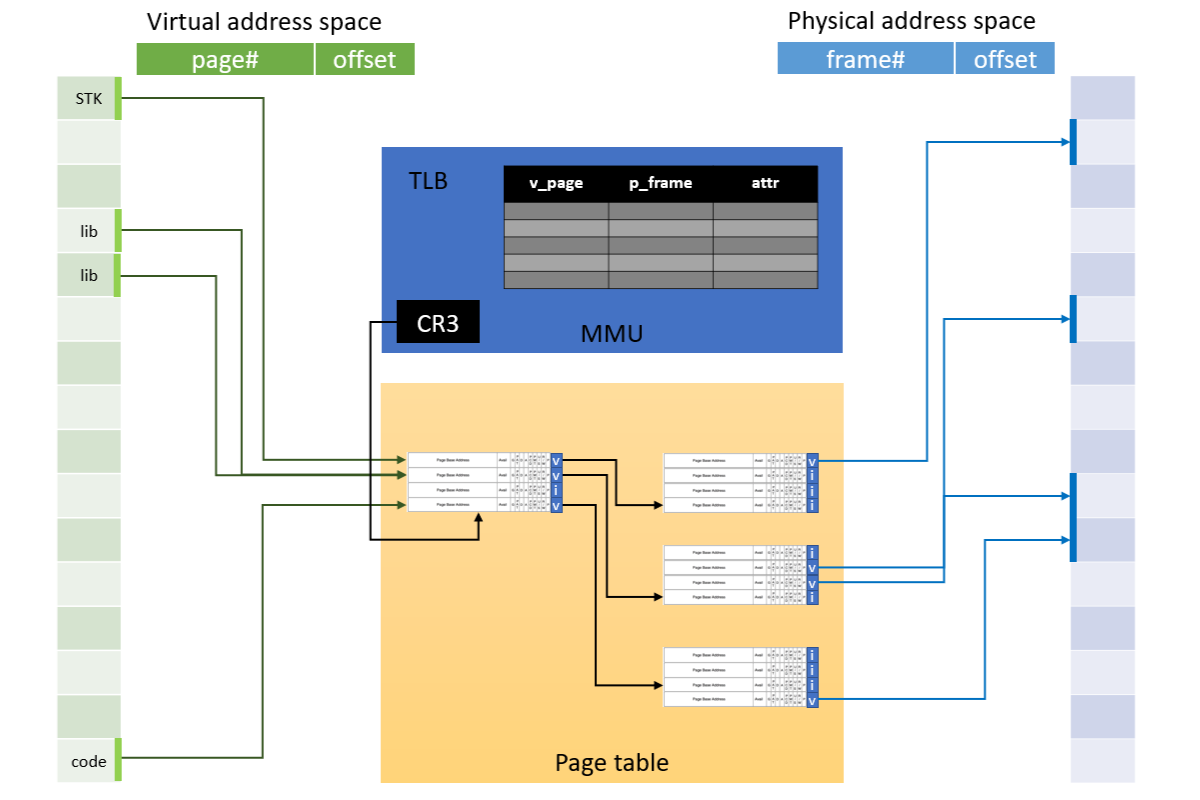 Virtual address space
page# offset
Physical address space
frame# offset
STK
lib
lib
code
TLB
v_page p_frame attr
CR3
MMU
Page Base Address Avail v
Page Base Address Avail v
Page Base Address Avail i
Page Base Address Avail v
Page Base Address Avail v
Page Base Address Avail i
Page Base Address Avail i
Page Base Address Avail i
Page Base Address Avail i
Page Base Address Avail v
Page Base Address Avail v
Page Base Address Avail i
Page Base Address Avail i
Page Base Address Avail i
Page Base Address Avail i
Page Base Address Avail v
Page table